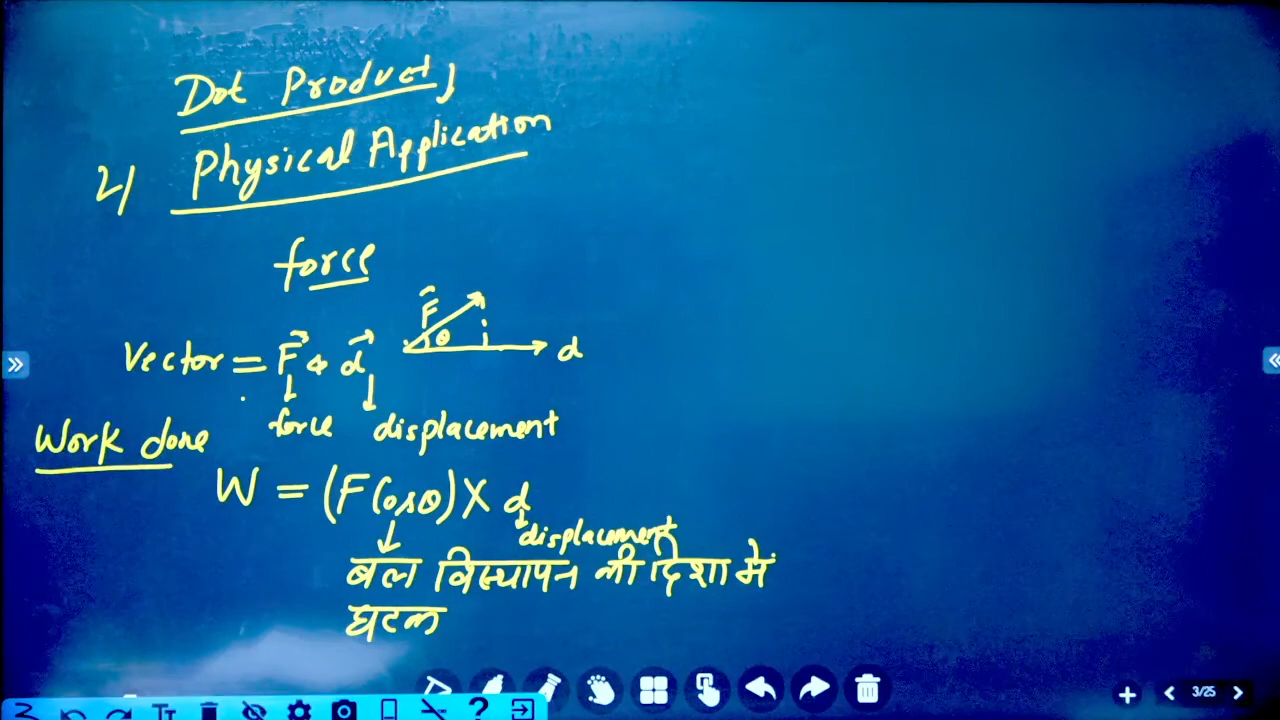 Dot Product,
2) Physical Application
force
F θ d
Vector = F & d
force displacement
Work done
W = (F Cosθ) X d
displacement
बल विस्थापन की दिशा में
घटक
3/25